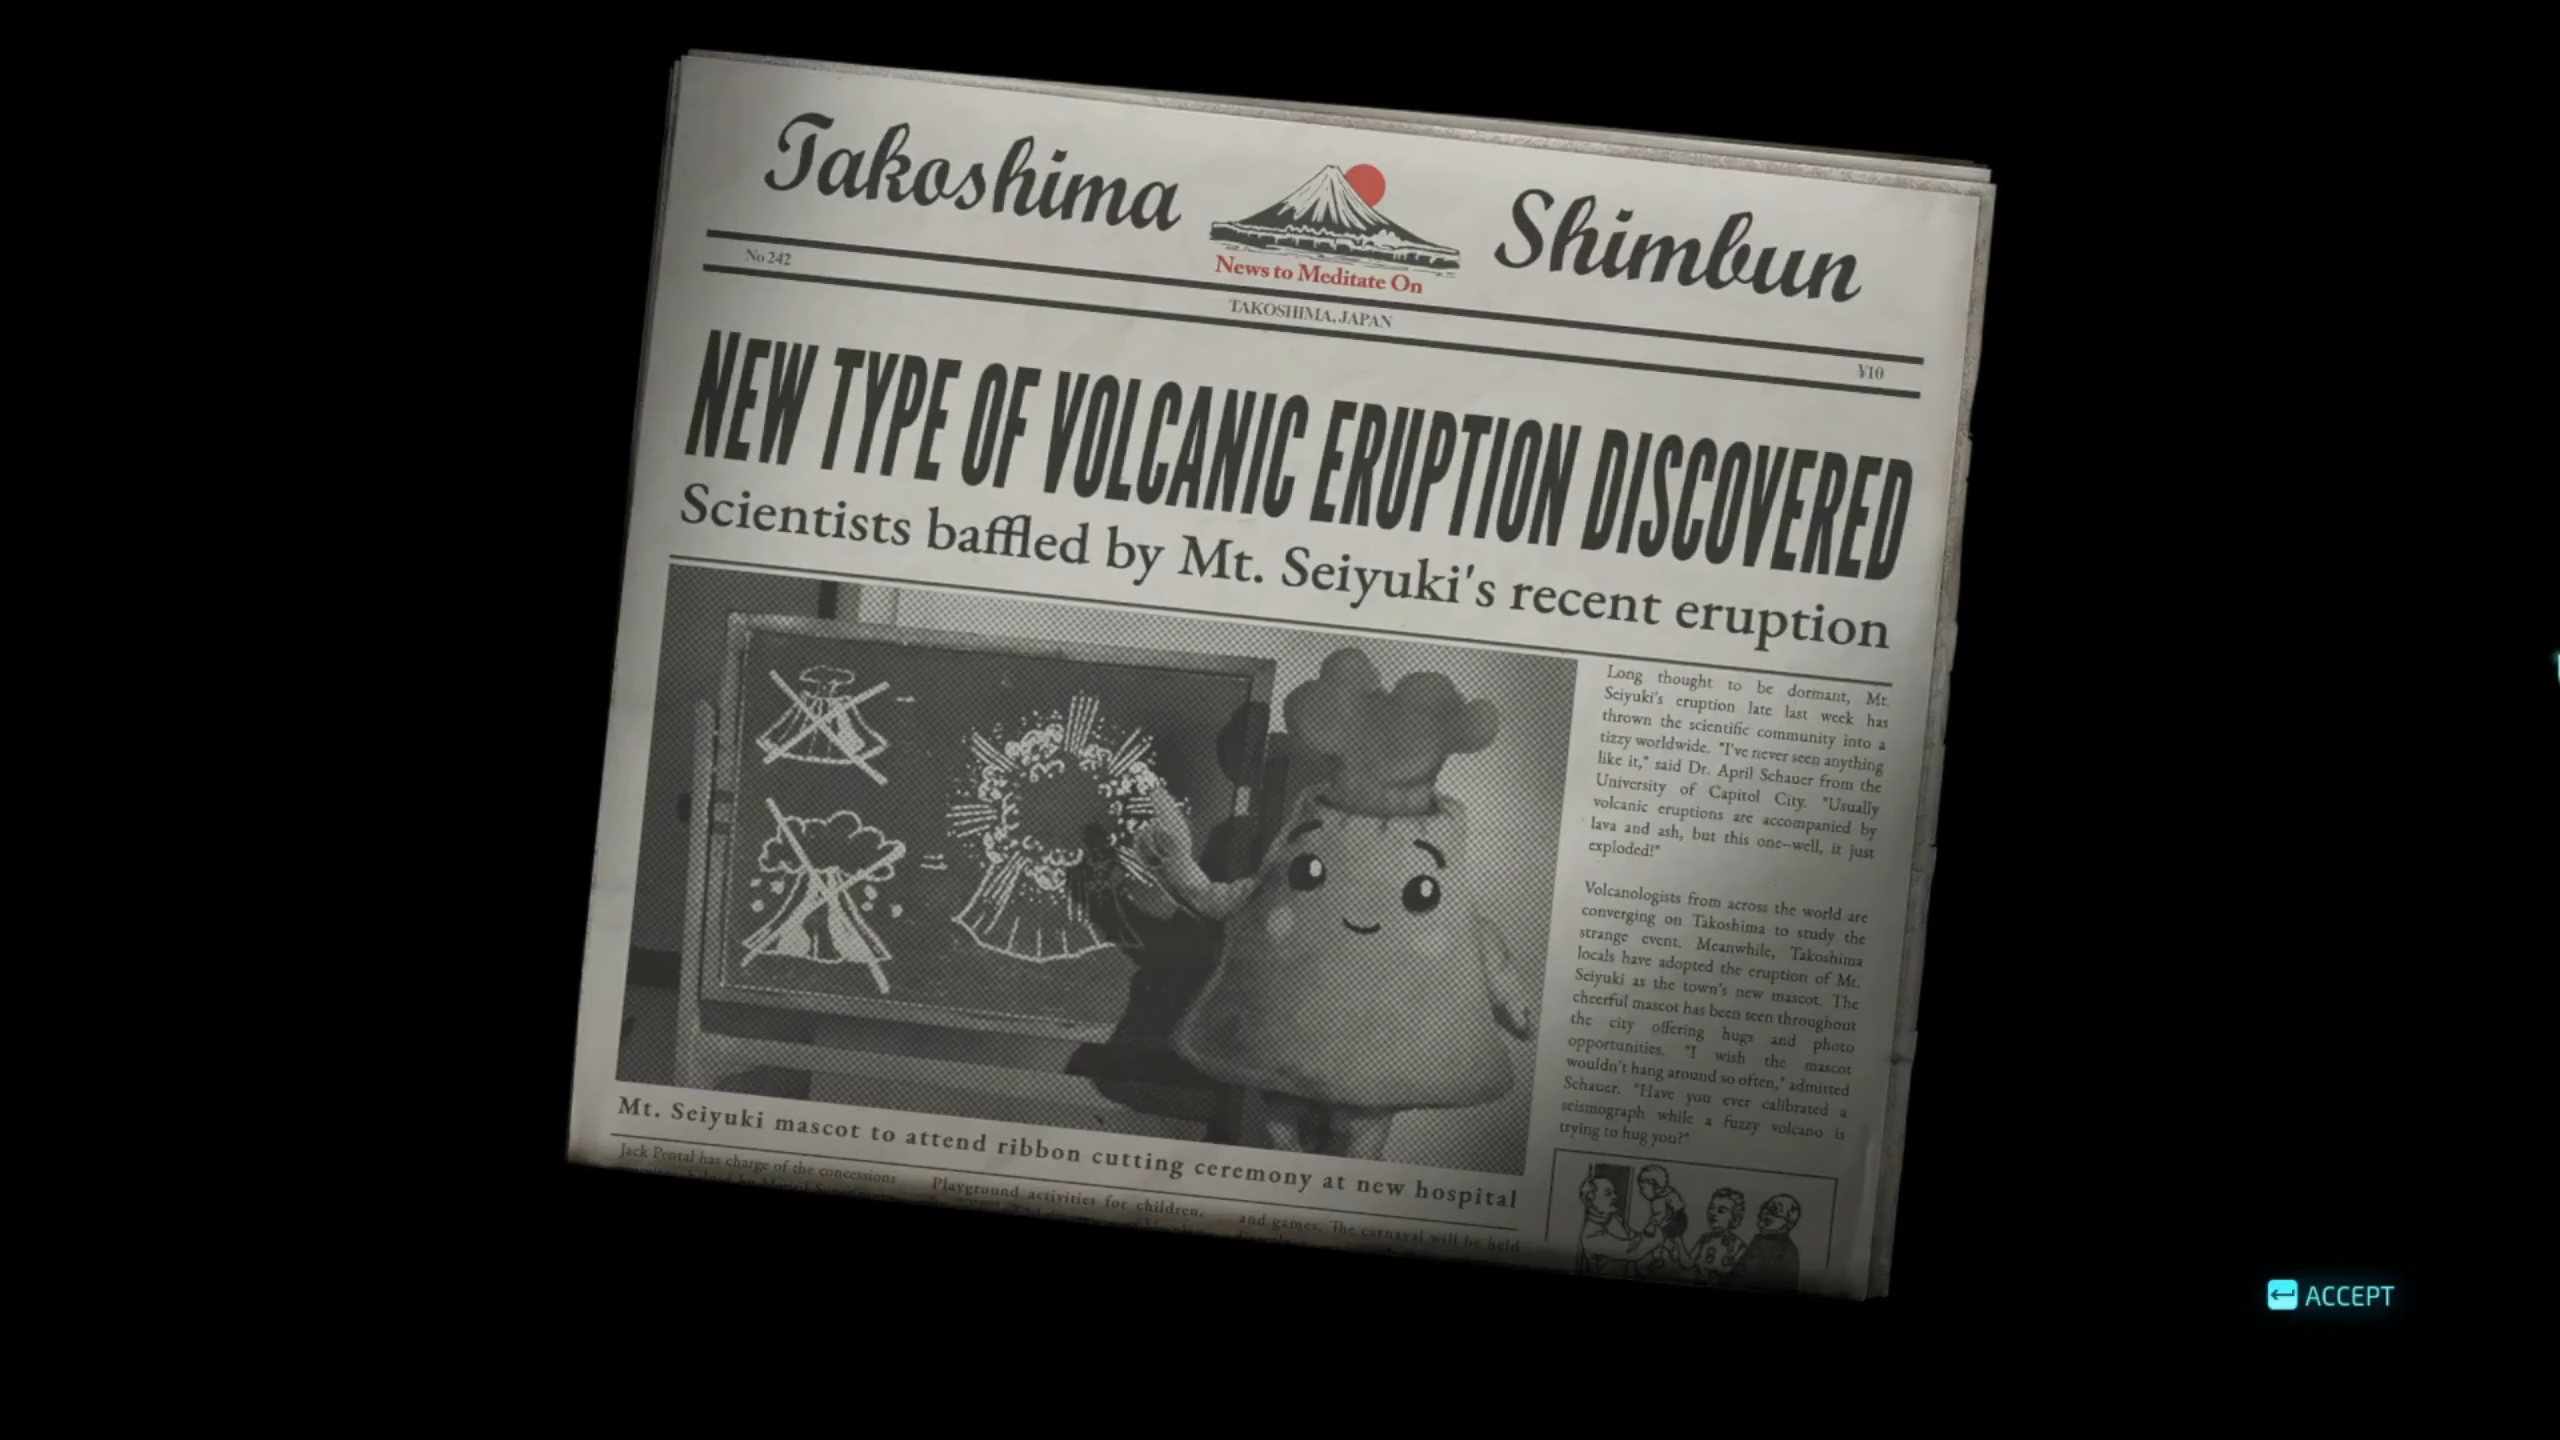 Takoshima Shimbun
News to Meditate On
No 242
TAKOSHIMA, JAPAN
¥10
NEW TYPE OF VOLCANIC ERUPTION DISCOVERED
Scientists baffled by Mt. Seiyuki's recent eruption
Long thought to be dormant, Mt.
Seiyuki's eruption late last week has
thrown the scientific community into a
tizzy worldwide. "I've never seen anything
like it," said Dr. April Schauer from the
University of Capitol City. "Usually
volcanic eruptions are accompanied by
lava and ash, but this one--well, it just
exploded!"
Volcanologists from across the world are
converging on Takoshima to study the
strange event. Meanwhile, Takoshima
locals have adopted the eruption of Mt.
Seiyuki as the town's new mascot. The
cheerful mascot has been seen throughout
the city offering hugs and photo
opportunities. "I wish the mascot
wouldn't hang around so often," admitted
Schauer. "Have you ever calibrated a
seismograph while a fuzzy volcano is
trying to hug you?"
Mt. Seiyuki mascot to attend ribbon cutting ceremony at new hospital
Jack Pental has charge of the concessions
Playground activities for children,
and games. The carnaval will be held
8
ACCEPT